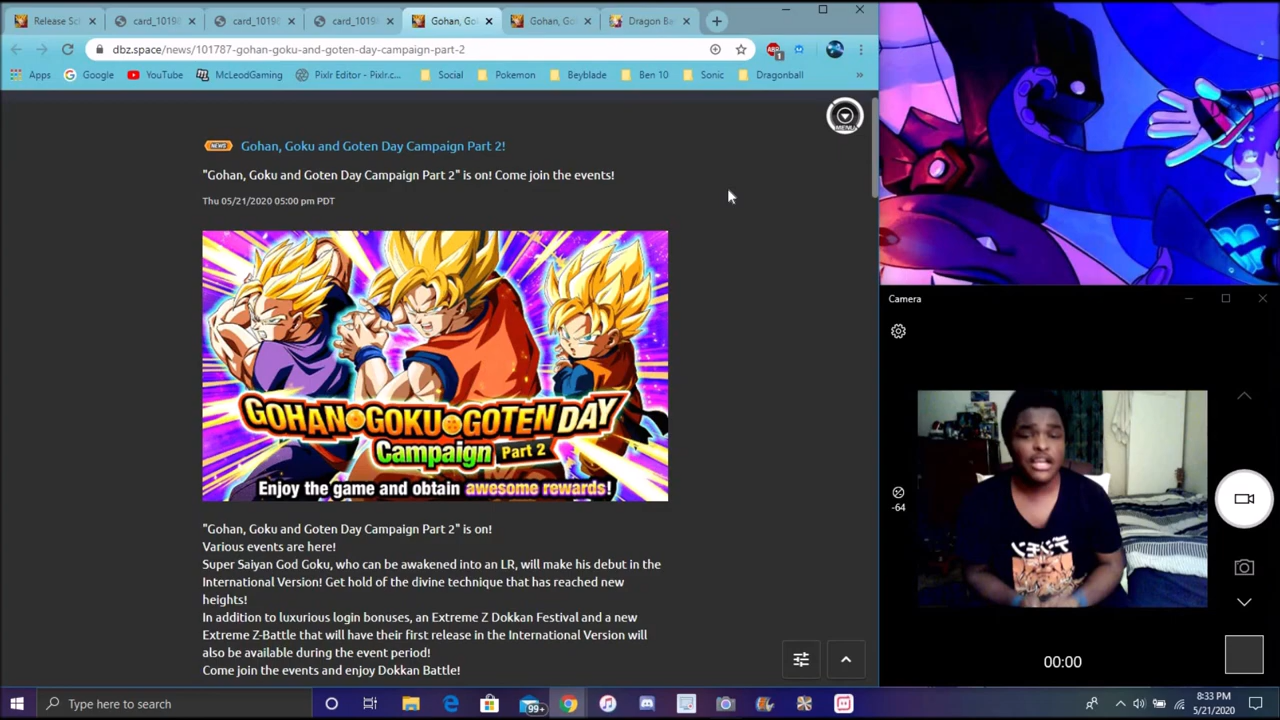 Release Sc
card_10198
card_10198
card_10198
Gohan, Go
Gohan, Go
Dragon Ba
dbz.space/news/101787-gohan-goku-and-goten-day-campaign-part-2
Apps
Google
YouTube
McLeodGaming
Pixlr Editor - Pixlr.c...
Social
Pokemon
Beyblade
Ben 10
Sonic
Dragonball
»
MENU
NEWS Gohan, Goku and Goten Day Campaign Part 2!
"Gohan, Goku and Goten Day Campaign Part 2" is on! Come join the events!
Thu 05/21/2020 05:00 pm PDT
GOHAN GOKU GOTEN DAY
Campaign Part 2
Enjoy the game and obtain awesome rewards!
"Gohan, Goku and Goten Day Campaign Part 2" is on!
Various events are here!
Super Saiyan God Goku, who can be awakened into an LR, will make his debut in the
International Version! Get hold of the divine technique that has reached new
heights!
In addition to luxurious login bonuses, an Extreme Z Dokkan Festival and a new
Extreme Z-Battle that will have their first release in the International Version will
also be available during the event period!
Come join the events and enjoy Dokkan Battle!
Camera
-64
デジモン
00:00
Type here to search
99+
8:33 PM
5/21/2020